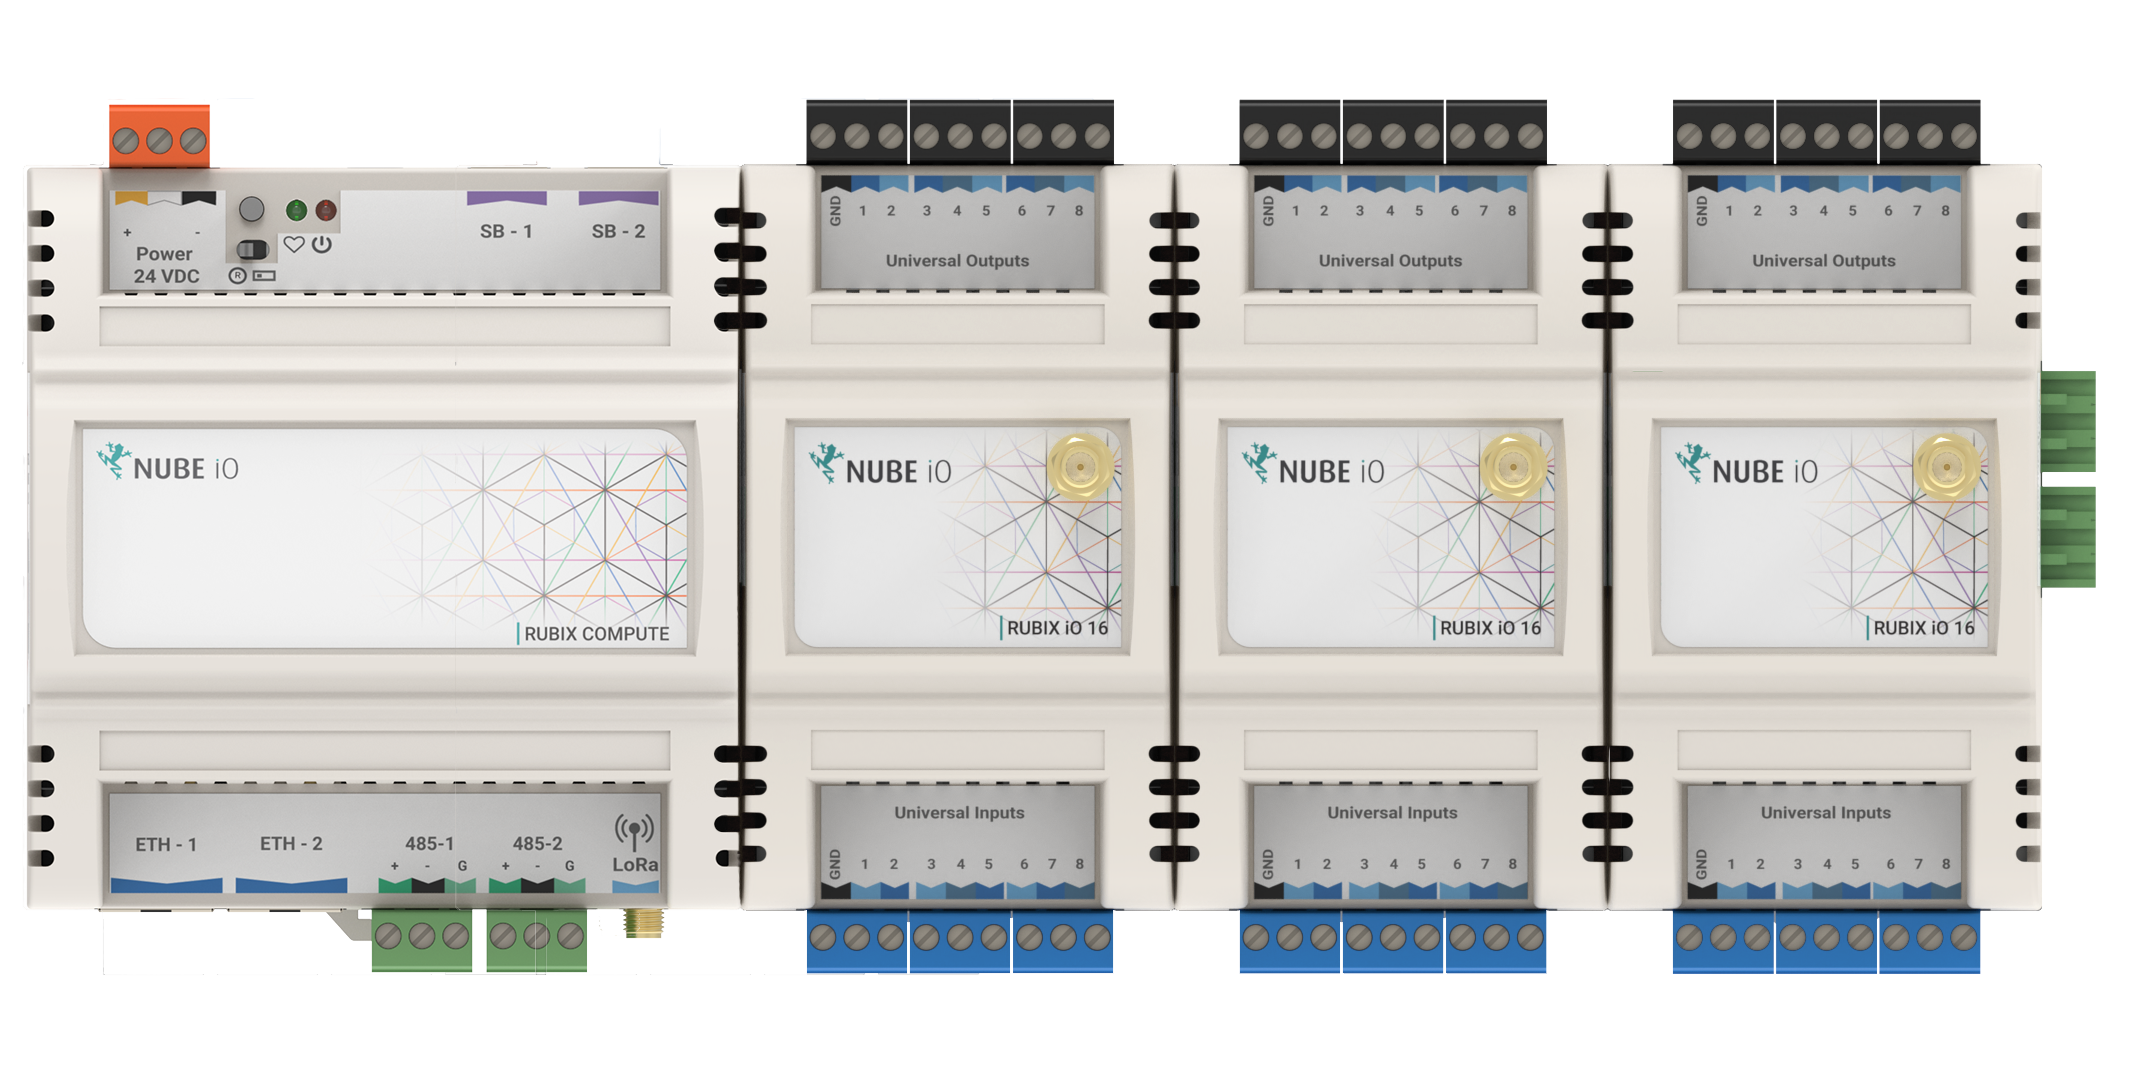 + -
Power
24 VDC
R
SB - 1
SB - 2
NUBE iO
RUBIX COMPUTE
ETH - 1
ETH - 2
485-1
+ - G
485-2
+ - G
LoRa
GND 1 2 3 4 5 6 7 8
Universal Outputs
NUBE iO
RUBIX iO 16
Universal Inputs
GND 1 2 3 4 5 6 7 8
GND 1 2 3 4 5 6 7 8
Universal Outputs
NUBE iO
RUBIX iO 16
Universal Inputs
GND 1 2 3 4 5 6 7 8
GND 1 2 3 4 5 6 7 8
Universal Outputs
NUBE iO
RUBIX iO 16
Universal Inputs
GND 1 2 3 4 5 6 7 8